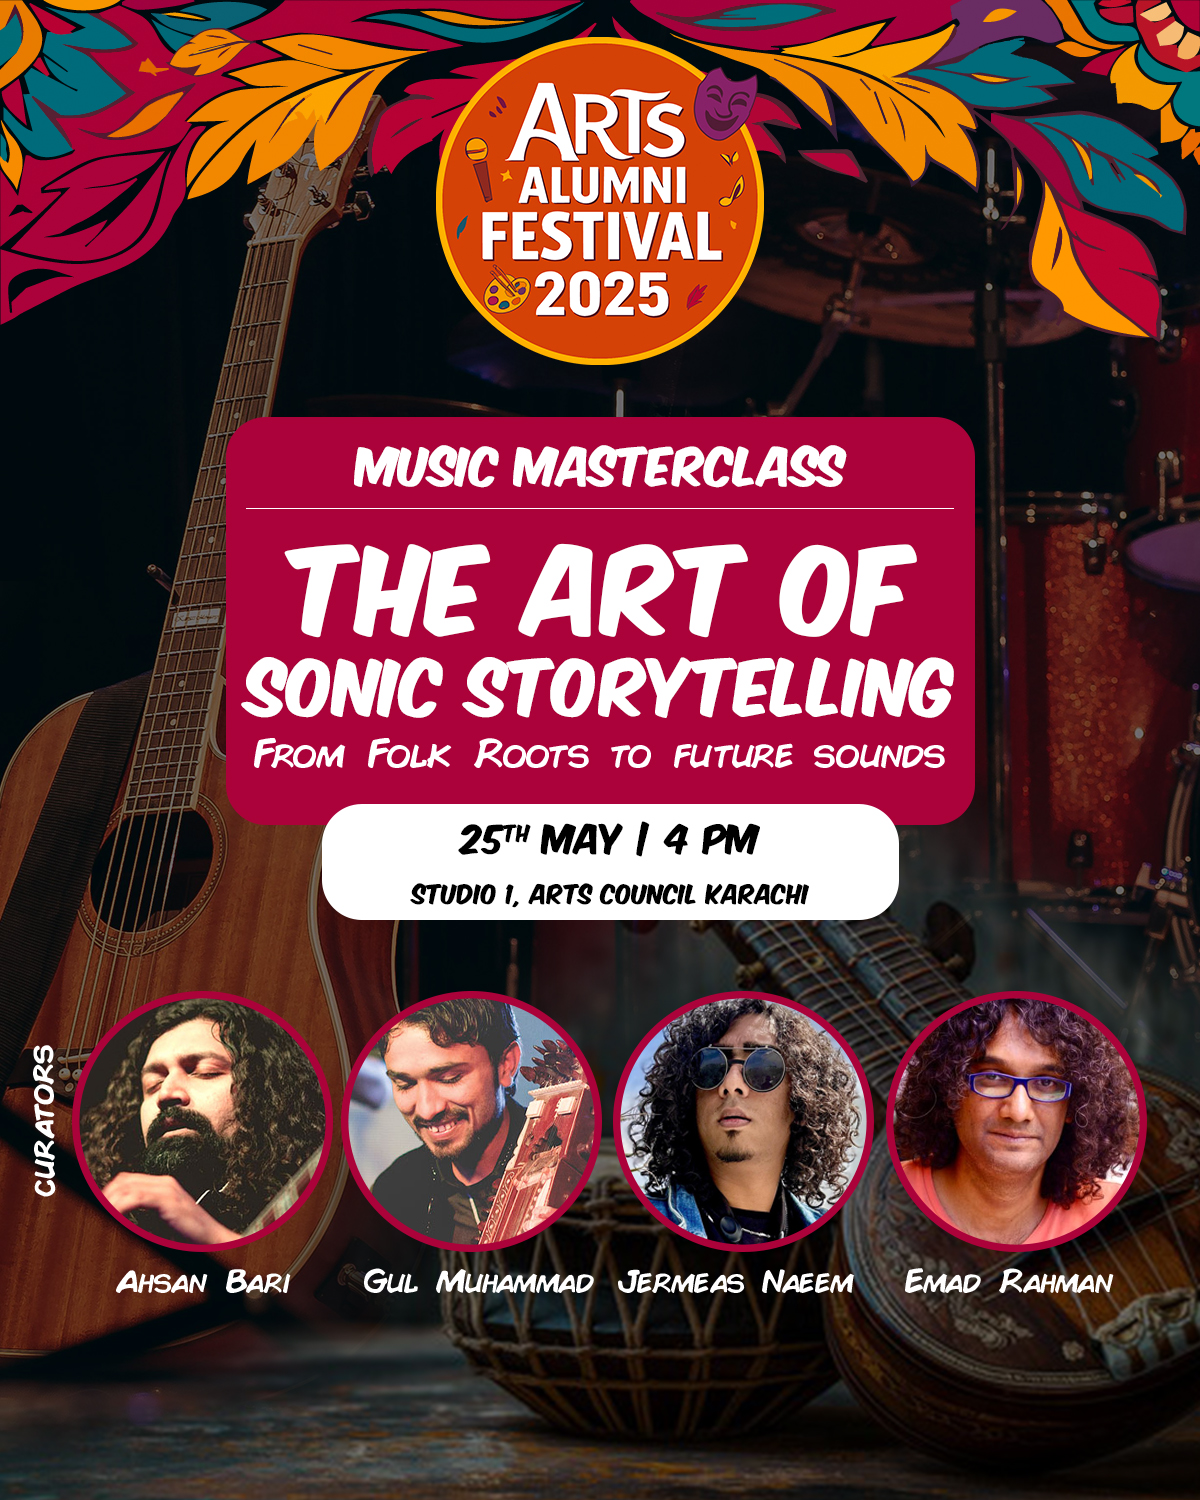 ARTS
ALUMNI
FESTIVAL
2025
MUSIC MASTERCLASS
THE ART OF
SONIC STORYTELLING
FROM FOLK ROOTS TO FUTURE SOUNDS
25TH MAY | 4 PM
STUDIO 1, ARTS COUNCIL KARACHI
CURATORS
AHSAN BARI
GUL MUHAMMAD
JERMEAS NAEEM
EMAD RAHMAN